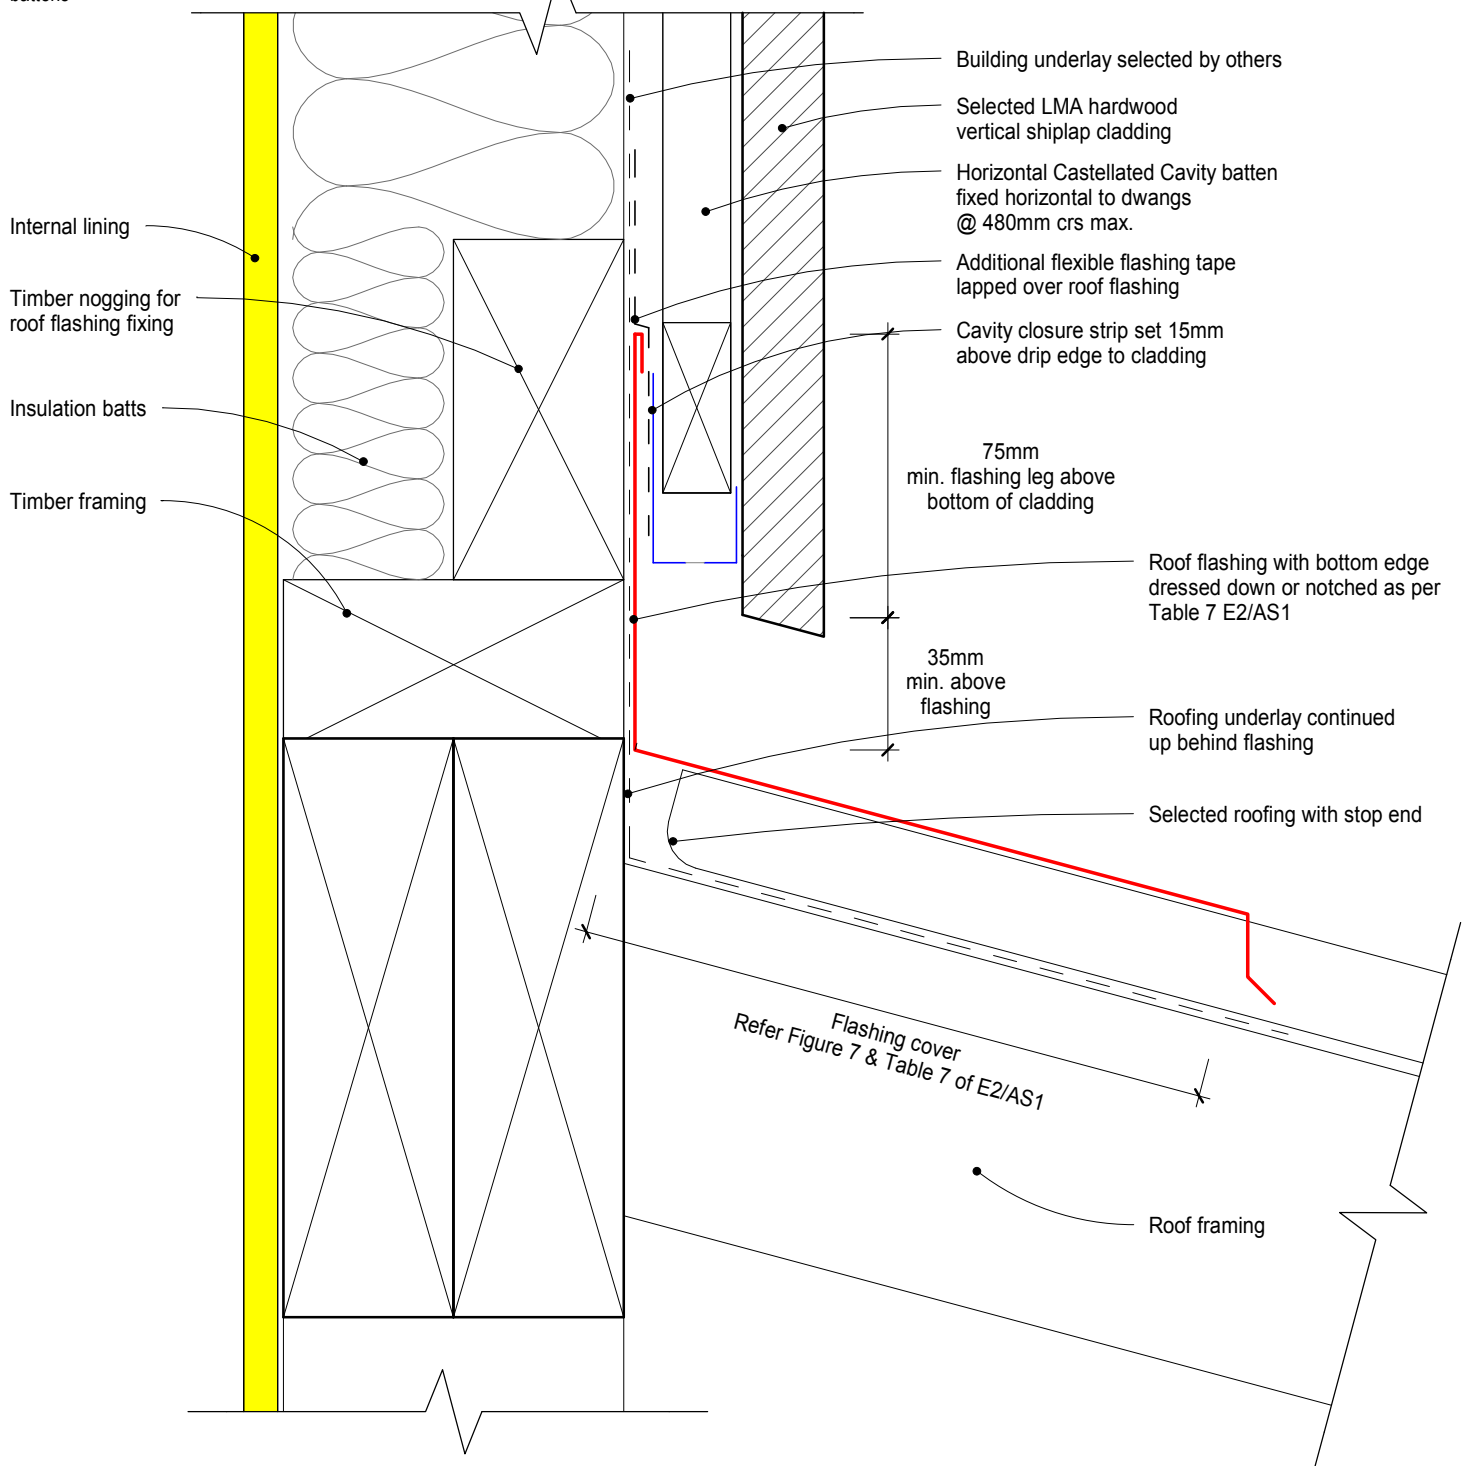 Building underlay selected by others
Selected LMA hardwood
vertical shiplap cladding
Horizontal Castellated Cavity batten
fixed horizontal to dwangs
@ 480mm crs max.
Additional flexible flashing tape
lapped over roof flashing
Cavity closure strip set 15mm
above drip edge to cladding
Internal lining
Timber nogging for
roof flashing fixing
Insulation batts
Timber framing
75mm
min. flashing leg above
bottom of cladding
Roof flashing with bottom edge
dressed down or notched as per
Table 7 E2/AS1
35mm
min. above
flashing
Roofing underlay continued
up behind flashing
Selected roofing with stop end
Flashing cover
Refer Figure 7 & Table 7 of E2/AS1
Roof framing